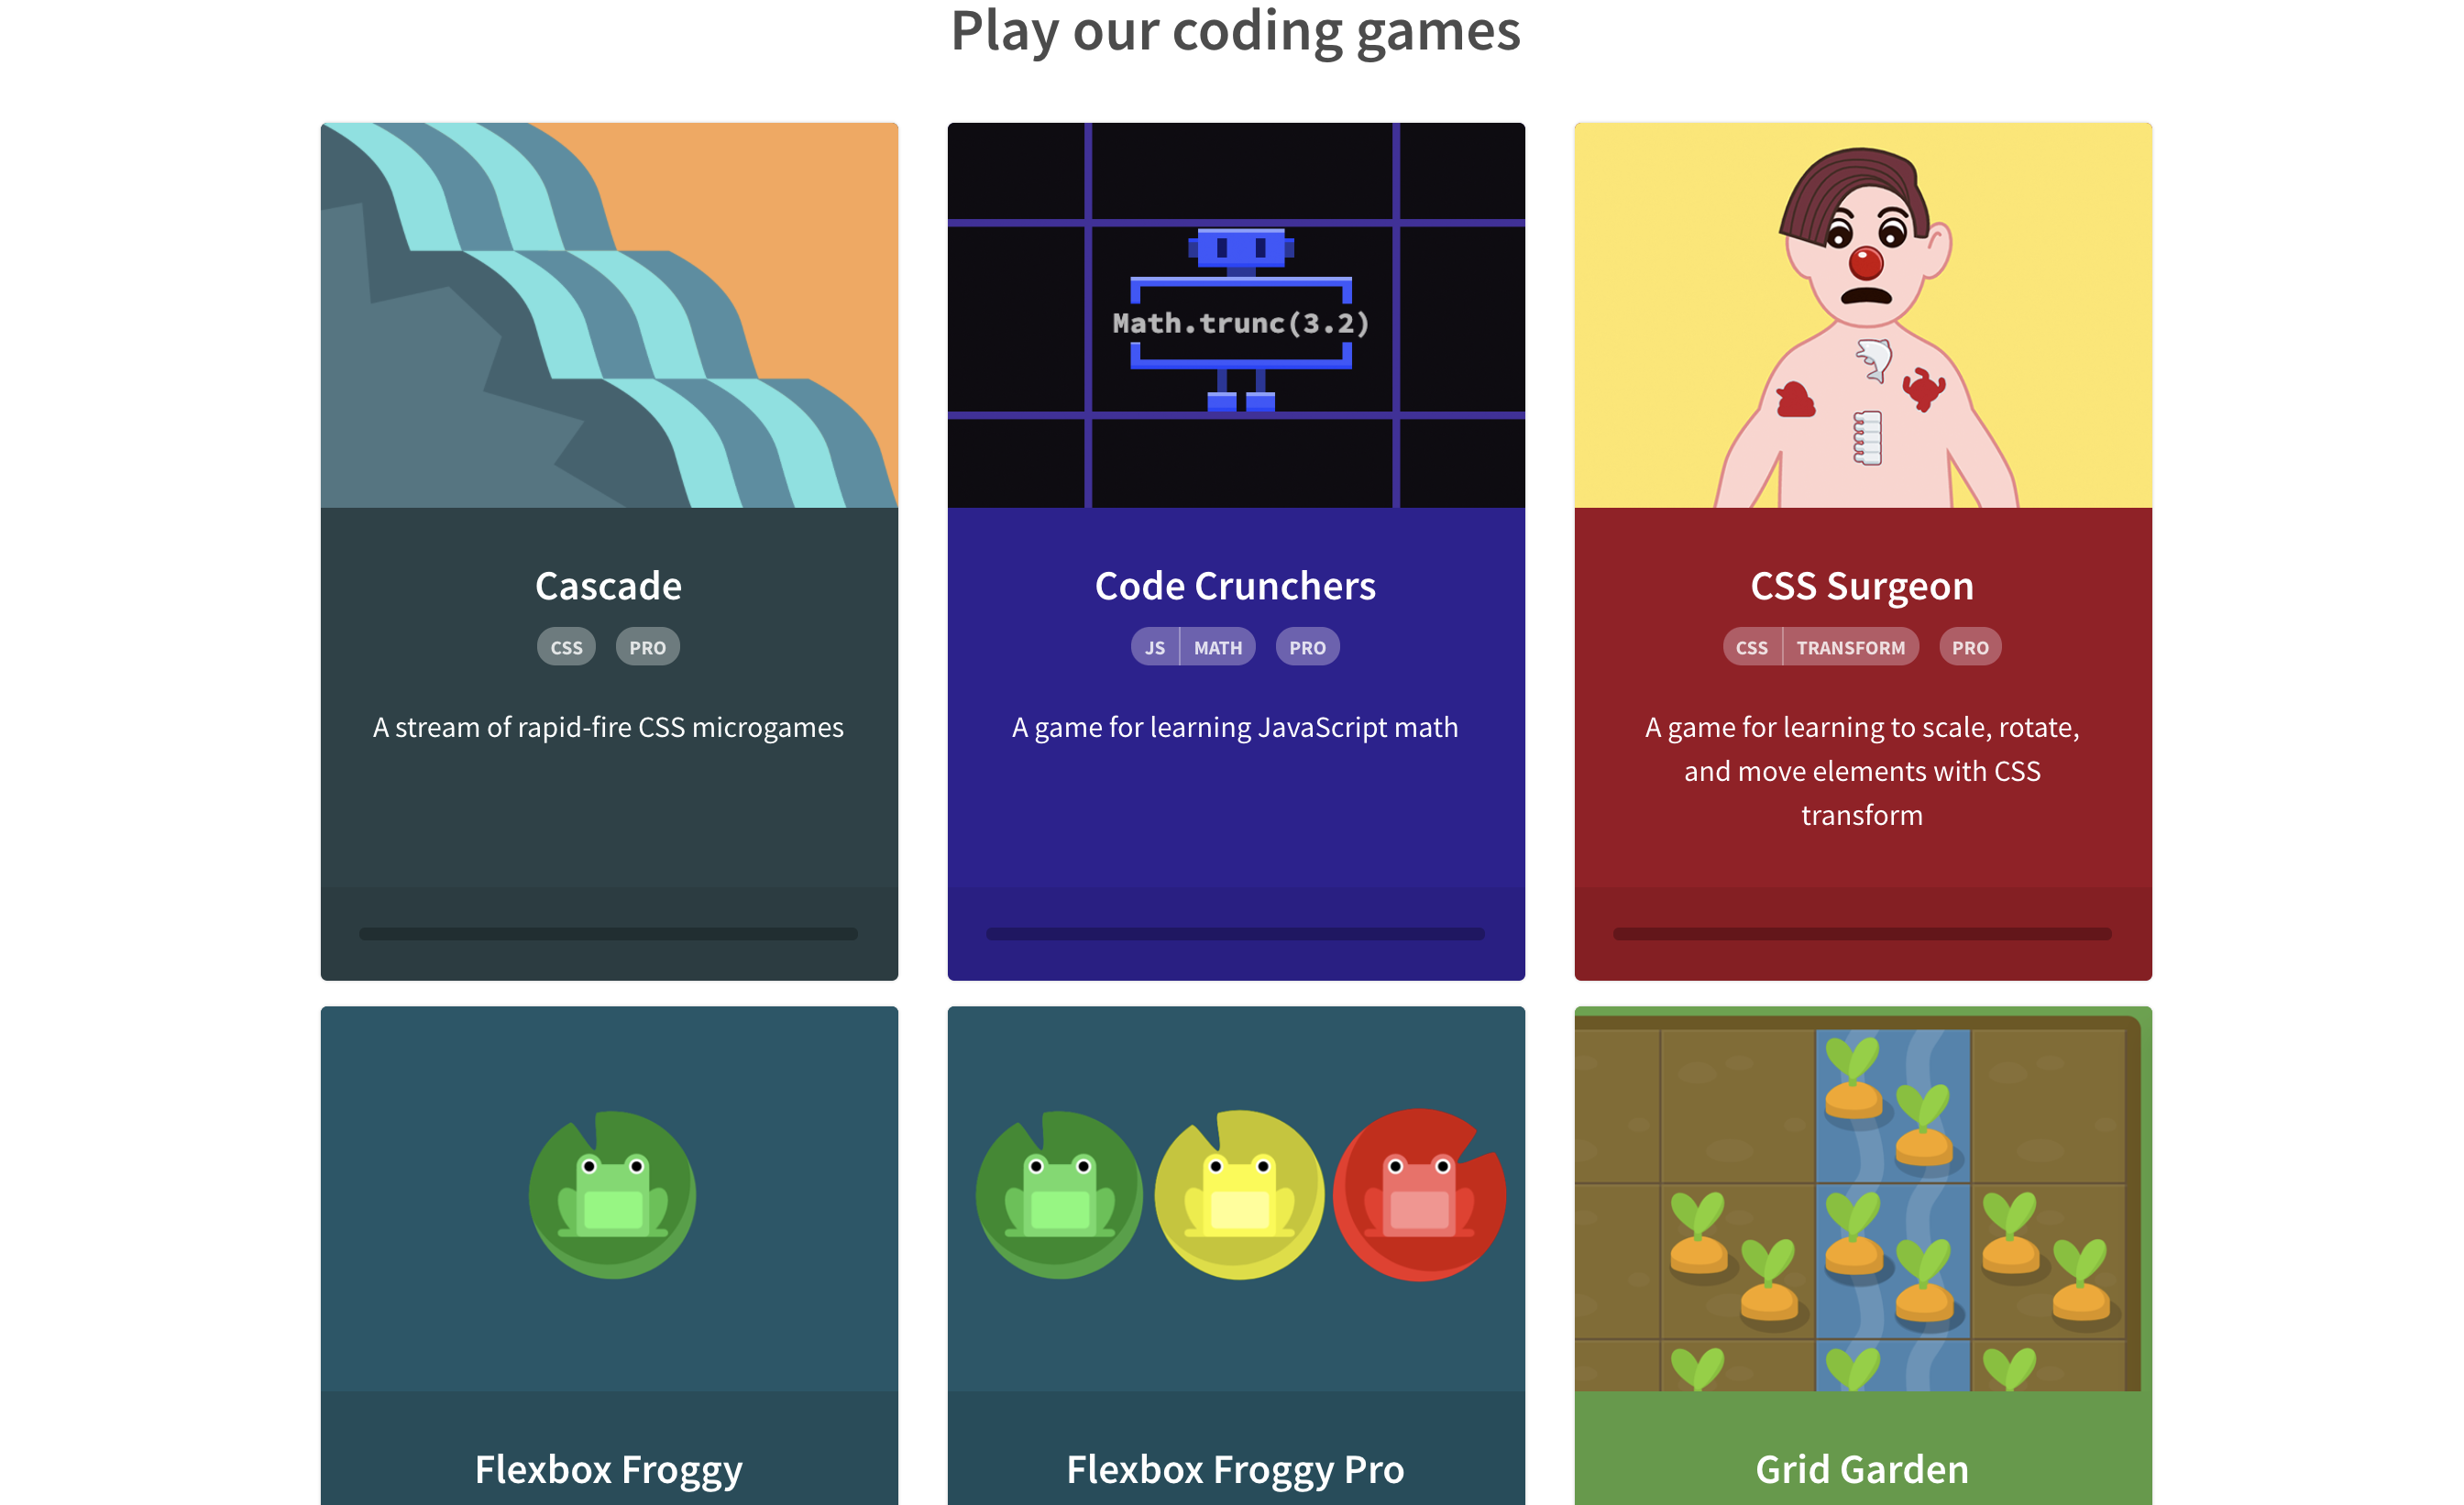 Play our coding games
Math.trunc(3.2)
Cascade
CSS PRO
A stream of rapid-fire CSS microgames
Code Crunchers
JS MATH PRO
A game for learning JavaScript math
CSS Surgeon
CSS TRANSFORM PRO
A game for learning to scale, rotate,
and move elements with CSS
transform
Flexbox Froggy
Flexbox Froggy Pro
Grid Garden